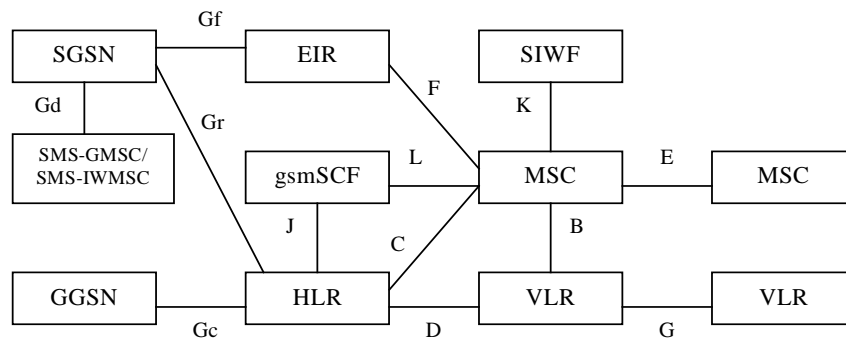 Gf
SGSN
EIR
SIWF
Gd
Gr
F
K
SMS-GMSC/
SMS-IWMSC
gsmSCF
L
MSC
E
MSC
J
C
B
GGSN
HLR
VLR
VLR
Gc
D
G